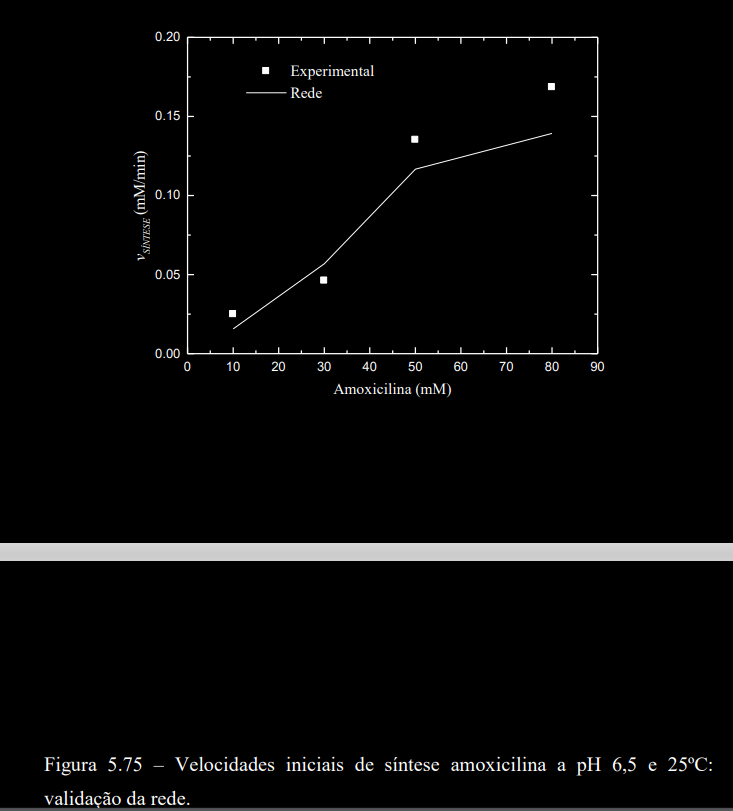 0.20
0.15
0.10
0.05
0.00
Experimental
Rede
v SÍNTESE (mM/min)
0 10 20 30 40 50 60 70 80 90
Amoxicilina (mM)
Figura 5.75 – Velocidades iniciais de síntese amoxicilina a pH 6,5 e 25ºC:
validação da rede.